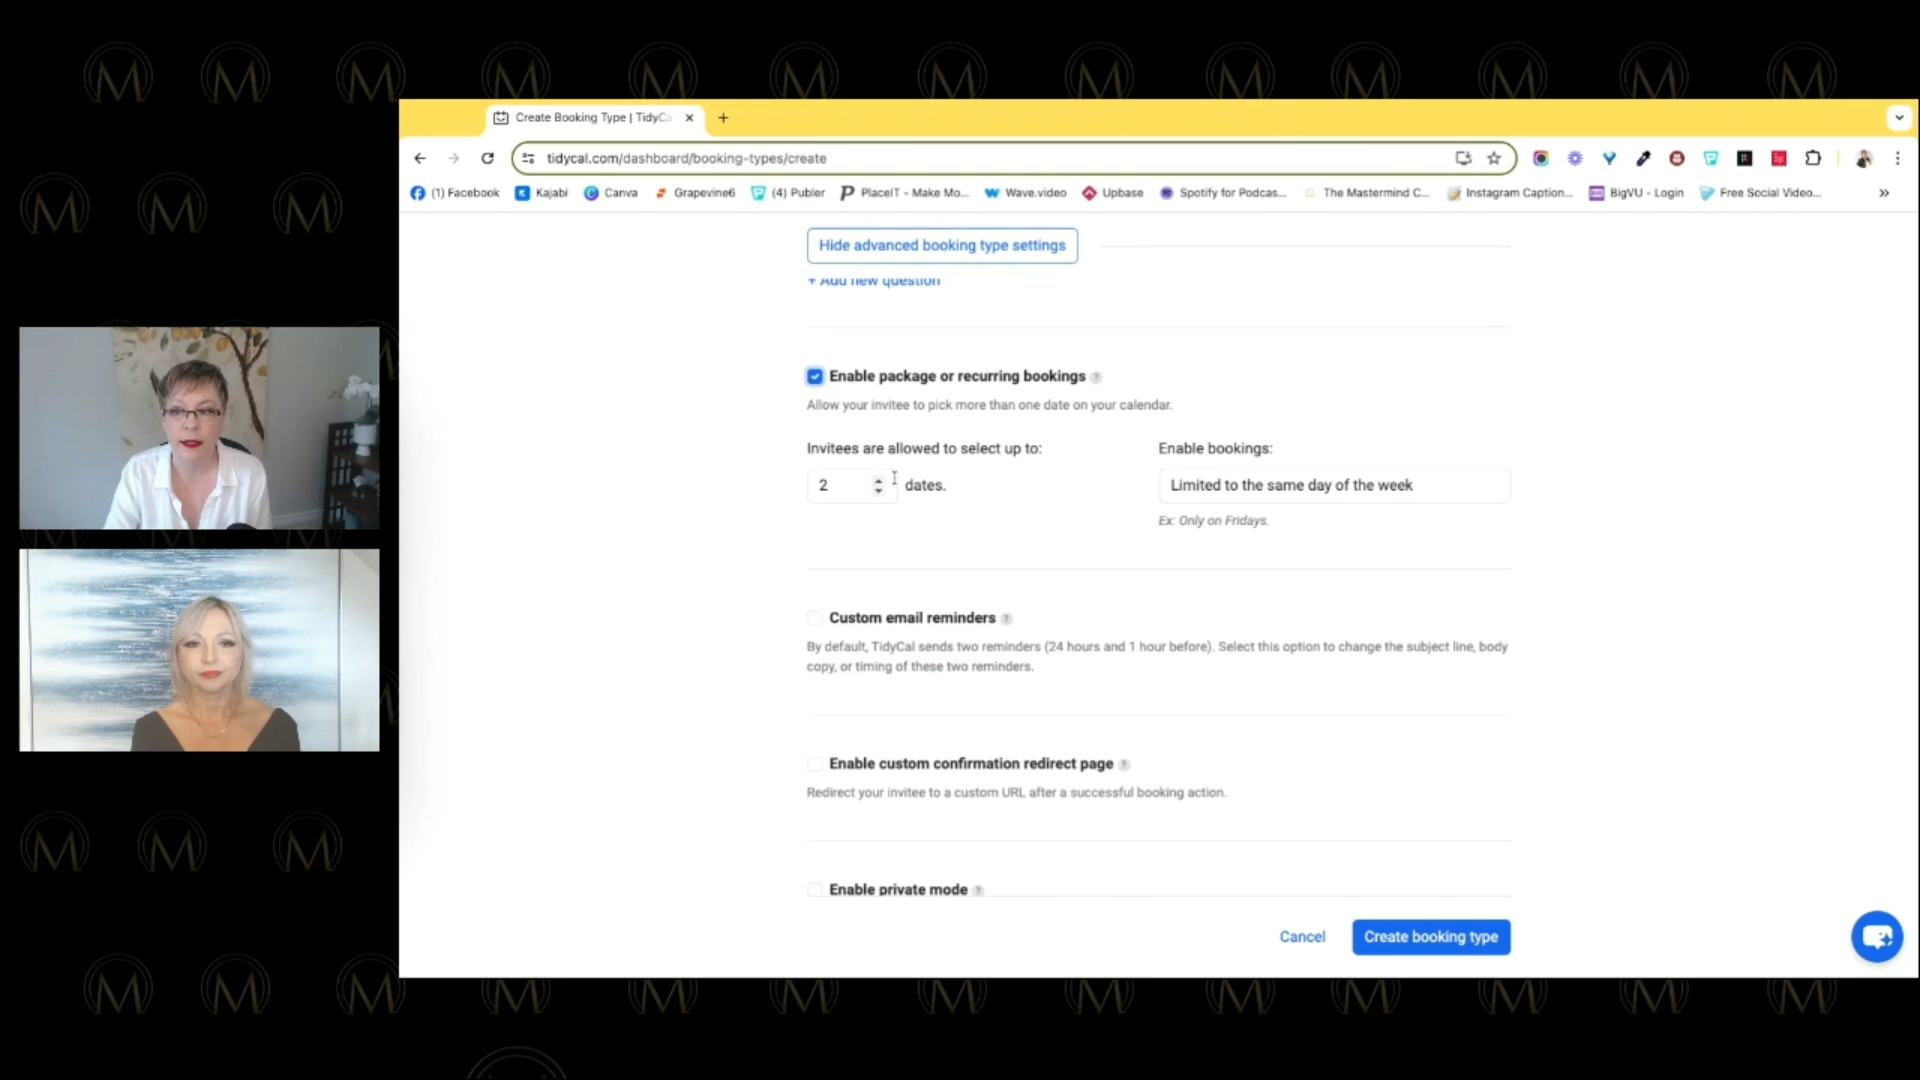 Create Booking Type | TidyC
tidycal.com/dashboard/booking-types/create
(1) Facebook
Kajabi
Canva
Grapevine6
(4) Publer
PlaceIT - Make Mo...
Wave.video
Upbase
Spotify for Podcas...
The Mastermind C...
Instagram Caption...
BigVU - Login
Free Social Video...
Hide advanced booking type settings
+ Add new question
Enable package or recurring bookings ?
Allow your invitee to pick more than one date on your calendar.
Invitees are allowed to select up to:
Enable bookings:
2
dates.
Limited to the same day of the week
Ex: Only on Fridays.
Custom email reminders ?
By default, TidyCal sends two reminders (24 hours and 1 hour before). Select this option to change the subject line, body
copy, or timing of these two reminders.
Enable custom confirmation redirect page ?
Redirect your invitee to a custom URL after a successful booking action.
Enable private mode ?
Cancel
Create booking type